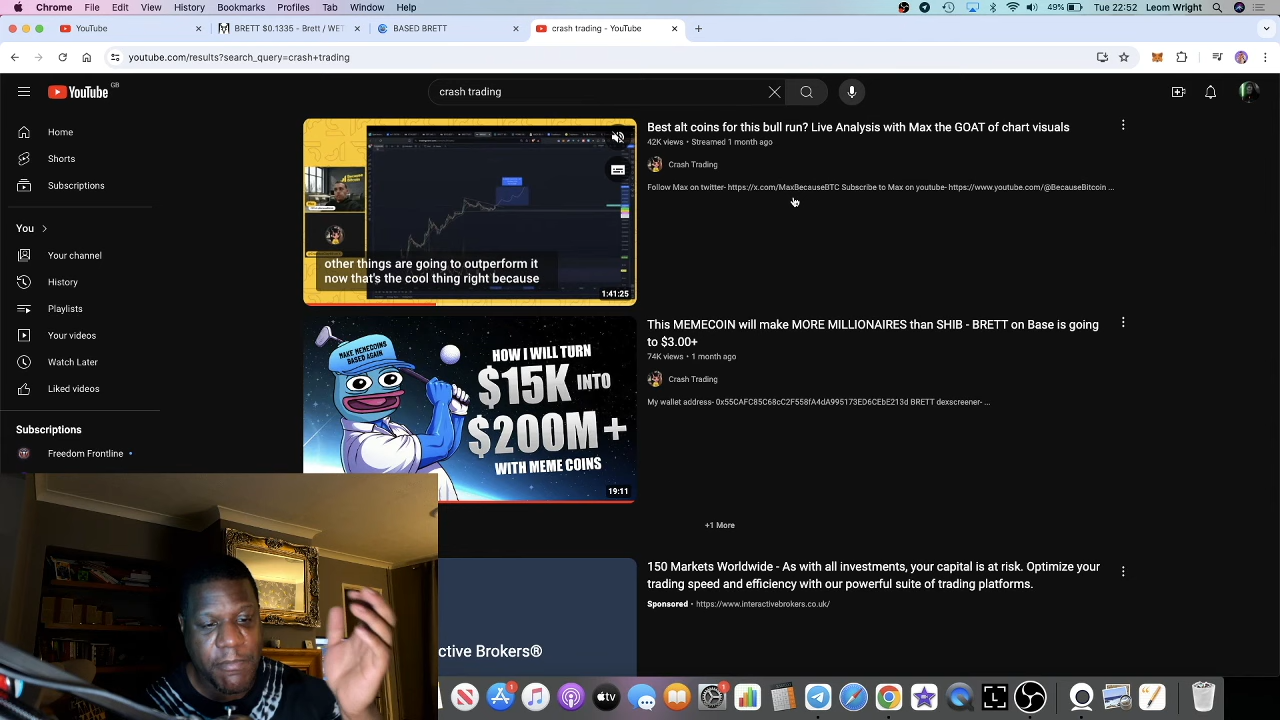 Chrome File Edit View History Bookmarks Profiles Tab Window Help 49% Tue 22:52 Leom Wright
YouTube BRETT $0.1335 - Brett / WET BASED BRETT crash trading - YouTube
youtube.com/results?search_query=crash+trading
YouTube GB
crash trading
Home
Shorts
Subscriptions
You
Your channel
History
Playlists
Your videos
Watch Later
Liked videos
Subscriptions
Freedom Frontline
other things are going to outperform it
now that's the cool thing right because
1:41:25
Best alt coins for this bull run? Live Analysis with Max the GOAT of chart visuals
42K views • Streamed 1 month ago
Crash Trading
Follow Max on twitter- https://x.com/MaxBecauseBTC Subscribe to Max on youtube- https://www.youtube.com/@BecauseBitcoin ...
MAKE MEMECOINS
BASED AGAIN
HOW I WILL TURN
$15K INTO
$200M+
WITH MEME COINS
19:11
This MEMECOIN will make MORE MILLIONAIRES than SHIB - BRETT on Base is going
to $3.00+
74K views • 1 month ago
Crash Trading
My wallet address- 0x55CAFC85C68cC2F558fA4dA995173ED6CEbE213d BRETT dexscreener- ...
+1 More
150 Markets Worldwide - As with all investments, your capital is at risk. Optimize your
trading speed and efficiency with our powerful suite of trading platforms.
Sponsored • https://www.interactivebrokers.co.uk/
ctive Brokers®
tv